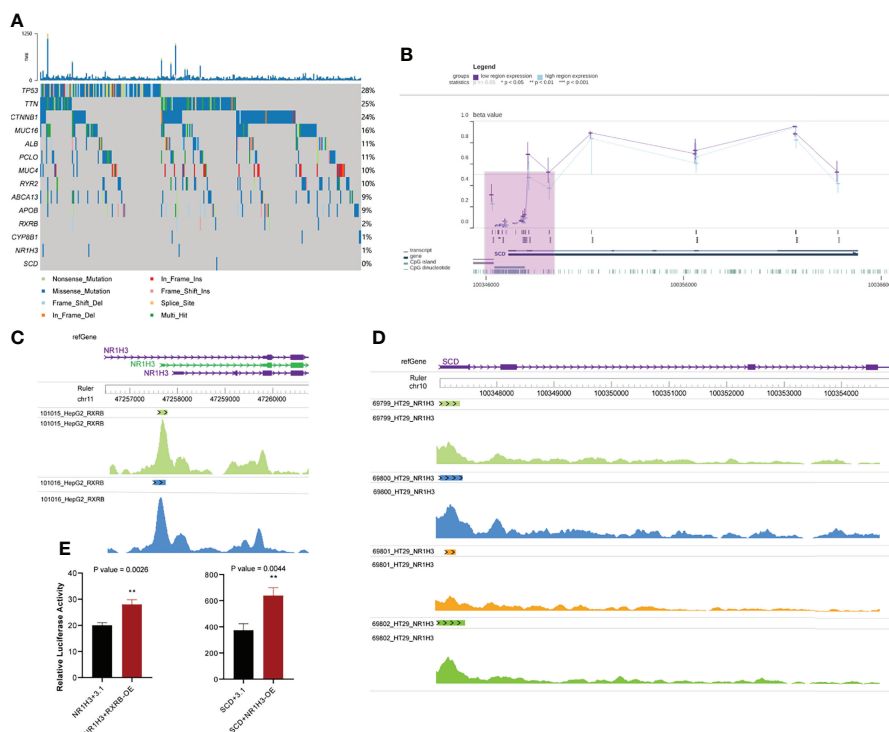 A
1250
TMB
0
TP53 28%
TTN 25%
CTNNB1 24%
MUC16 16%
ALB 11%
PCLO 11%
MUC4 10%
RYR2 10%
ABCA13 9%
APOB 9%
RXRB 2%
CYP8B1 1%
NR1H3 1%
SCD 0%
Nonsense_Mutation In_Frame_Ins
Missense_Mutation Frame_Shift_Ins
Frame_Shift_Del Splice_Site
In_Frame_Del Multi_Hit
B
Legend
groups low region expression high region expression
statistics * p < 0.05 ** p < 0.01 *** p < 0.001
beta value
1.0
0.8
0.6
0.4
0.2
0.0
SCD
transcript
gene
CpG island
CpG dinucleotide
100346000 100356000
C
refGene
NR1H3
NR1H3
NR1H3
Ruler
chr11
47257000 47258000 47259000 47260000
101015_HepG2_RXRB
101015_HepG2_RXRB
101016_HepG2_RXRB
101016_HepG2_RXRB
D
refGene SCD
Ruler
chr10
100348000 100349000 100350000 100351000 100352000 100353000 100354000
69799_HT29_NR1H3
69799_HT29_NR1H3
69800_HT29_NR1H3
69800_HT29_NR1H3
69801_HT29_NR1H3
69801_HT29_NR1H3
69802_HT29_NR1H3
69802_HT29_NR1H3
E
P value = 0.0026
**
Relative Luciferase Activity
40
30
20
10
0
NR1H3+3.1
NR1H3+RXRB-OE
P value = 0.0044
**
800
600
400
200
0
SCD+3.1
SCD+NR1H3-OE